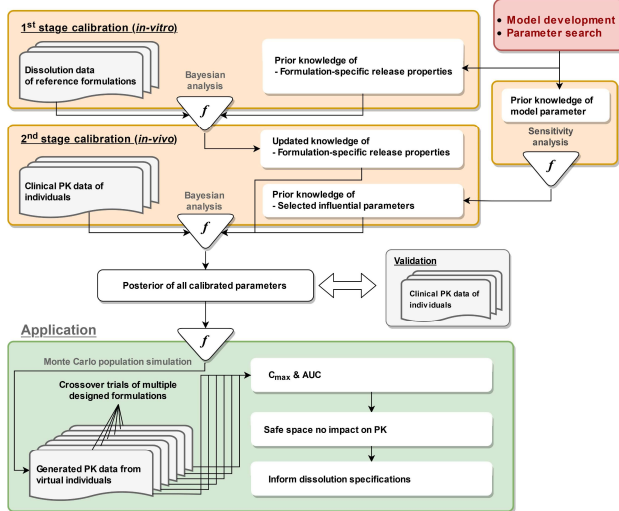 1st stage calibration (in-vitro)
Dissolution data
of reference formulations
Bayesian
analysis
f
Prior knowledge of
- Formulation-specific release properties
• Model development
• Parameter search
Prior knowledge of
model parameter
Sensitivity
analysis
f
2nd stage calibration (in-vivo)
Clinical PK data of
individuals
Bayesian
analysis
f
Updated knowledge of
- Formulation-specific release properties
Prior knowledge of
- Selected influential parameters
Posterior of all calibrated parameters
Validation
Clinical PK data of
individuals
Application
f
Monte Carlo population simulation
Crossover trials of multiple
designed formulations
Generated PK data from
virtual individuals
Cmax & AUC
Safe space no impact on PK
Inform dissolution specifications